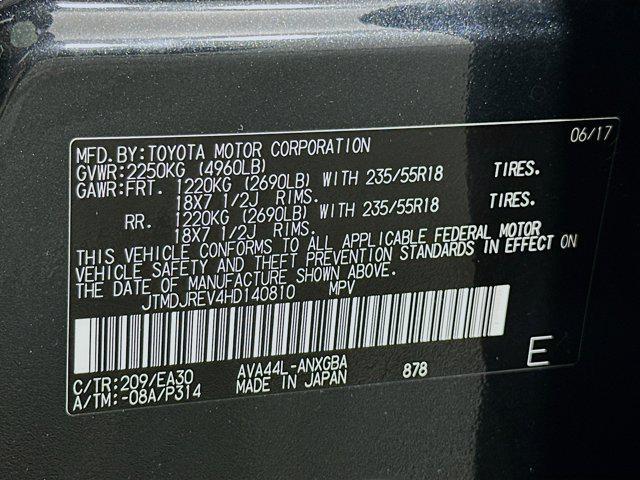 06/17
MFD.BY:TOYOTA MOTOR CORPORATION
GVWR:2250KG (4960LB)
GAWR:FRT. 1220KG (2690LB) WITH 235/55R18 TIRES.
18X7 1/2J RIMS.
RR. 1220KG (2690LB) WITH 235/55R18 TIRES.
18X7 1/2J RIMS.
THIS VEHICLE CONFORMS TO ALL APPLICABLE FEDERAL MOTOR
VEHICLE SAFETY AND THEFT PREVENTION STANDARDS IN EFFECT ON
THE DATE OF MANUFACTURE SHOWN ABOVE.
JTMDJREV4HD140810 MPV
C/TR:209/EA30 AVA44L-ANXGBA 878 E
A/TM:-08A/P314 MADE IN JAPAN